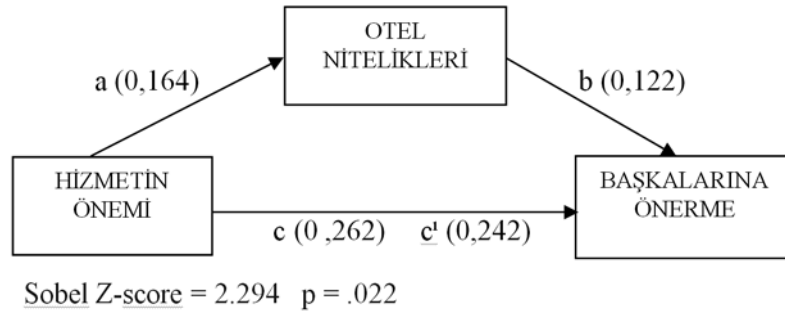 OTEL
NİTELİKLERİ
a (0,164)
b (0,122)
HİZMETİN
ÖNEMİ
BAŞKALARINA
ÖNERME
c (0 ,262) c¹ (0,242)
Sobel Z-score = 2.294 p = .022